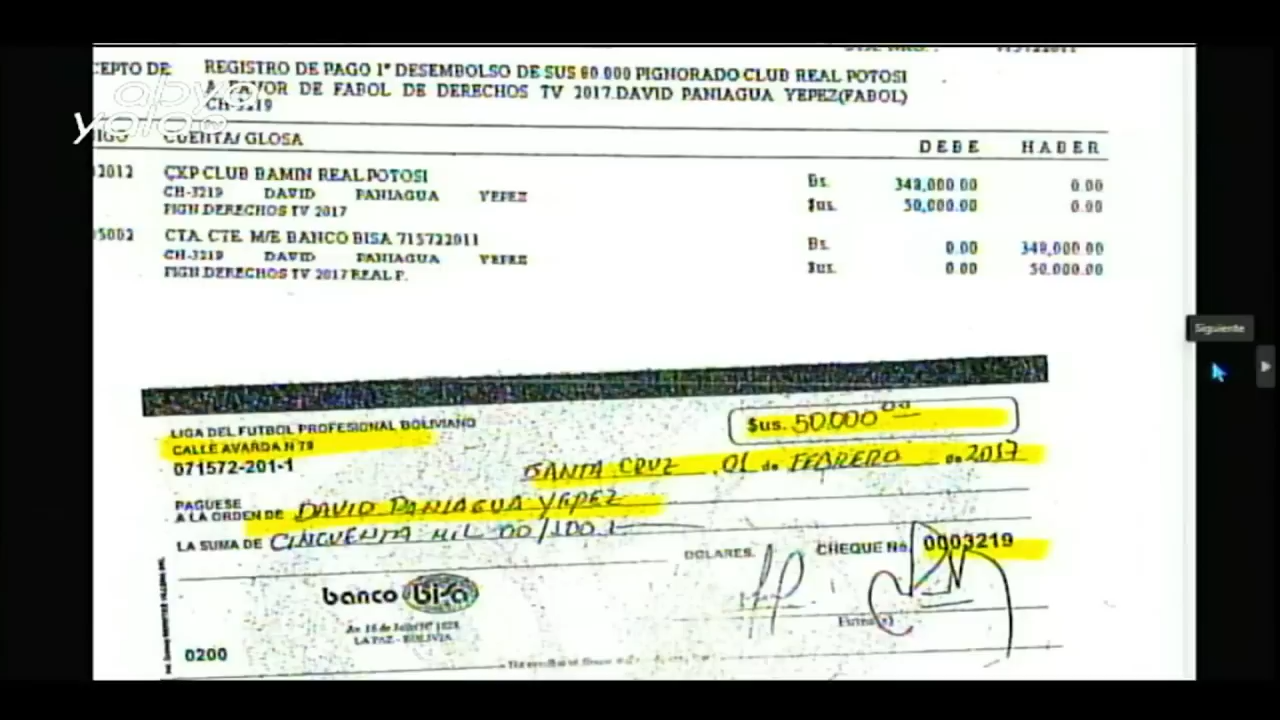 CEPTO DE REGISTRO DE PAGO 1° DESEMBOLSO DE SUS 80.000 PIGNORADO CLUB REAL POTOSI
A FAVOR DE FABOL DE DERECHOS TV 2017.DAVID PANIAGUA YEPEZ(FABOL)
CH-3219
abya
yala
IGO CUENTA/ GLOSA DEBE HABER
2012 CXP CLUB BAMIN REAL POTOSI Bs. 348,000.00 0.00
CH-3219 DAVID PANIAGUA YEPEZ $us. 50,000.00 0.00
PIGN.DERECHOS TV 2017
5002 CTA. CTE. M/E BANCO BISA 715722011 Bs. 0.00 348,000.00
CH-3219 DAVID PANIAGUA YEPEZ $us. 0.00 50,000.00
PIGN.DERECHOS TV 2017 REAL P.
Siguiente
LIGA DEL FUTBOL PROFESIONAL BOLIVIANO $us. 50.000 00
CALLE AVARDA N 79
071572-201-1 SANTA CRUZ , 01 de FEBRERO de 2017
PAGUESE
A LA ORDEN DE DAVID PANIAGUA YEPEZ
LA SUMA DE CINCUENTA MIL 00/100
DOLARES. CHEQUE No. 0003219
banco bisa
Av. 16 de Julio N° 1628
LA PAZ - BOLIVIA
Firma(s)
0200